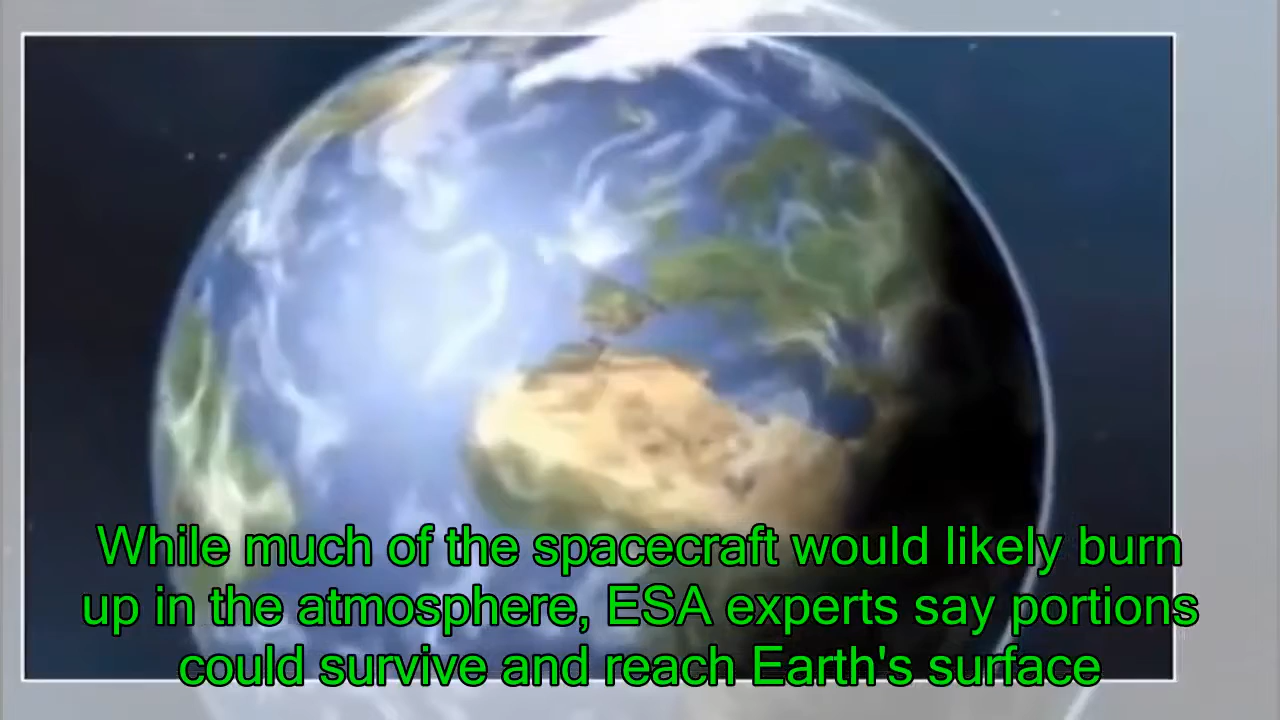 While much of the spacecraft would likely burn
up in the atmosphere, ESA experts say portions
could survive and reach Earth's surface